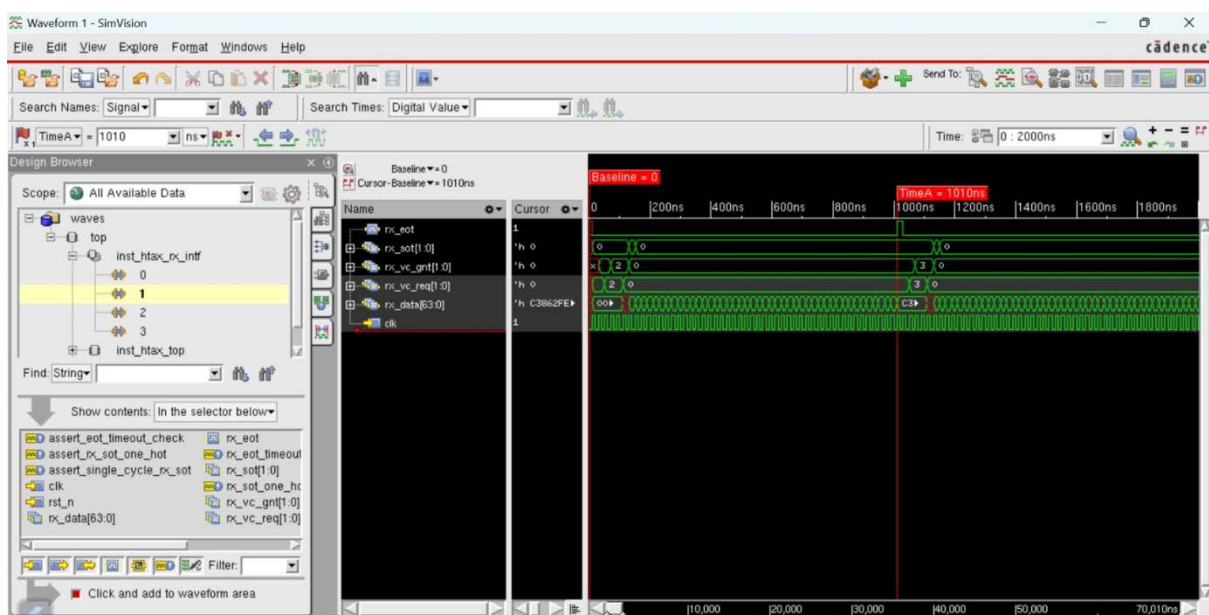 Waveform 1 - SimVision
File Edit View Explore Format Windows Help
cādence
Send To:
Search Names: Signal
Search Times: Digital Value
TimeA = 1010 ns
Time: 0 : 2000ns
Design Browser
Baseline = 0
Cursor-Baseline = 1010ns
Scope: All Available Data
waves
top
inst_htax_rx_intf
0
1
2
3
inst_htax_top
Find: String
Show contents: In the selector below
assert_eot_timeout_check rx_eot
assert_rx_sot_one_hot rx_eot_timeout
assert_single_cycle_rx_sot rx_sot[1:0]
clk rx_sot_one_ho
rst_n rx_vc_gnt[1:0]
rx_data[63:0] rx_vc_req[1:0]
Filter:
Click and add to waveform area
Name Cursor
rx_eot 1
rx_sot[1:0] 'h 0
rx_vc_gnt[1:0] 'h 0
rx_vc_req[1:0] 'h 0
rx_data[63:0] 'h C3862FE
clk 1
Baseline = 0
TimeA = 1010ns
0 200ns 400ns 600ns 800ns 1000ns 1200ns 1400ns 1600ns 1800ns
0 0 0
x 2 0 3 0
2 0 3 0
00 C3
10,000 20,000 30,000 40,000 50,000 70,010ns